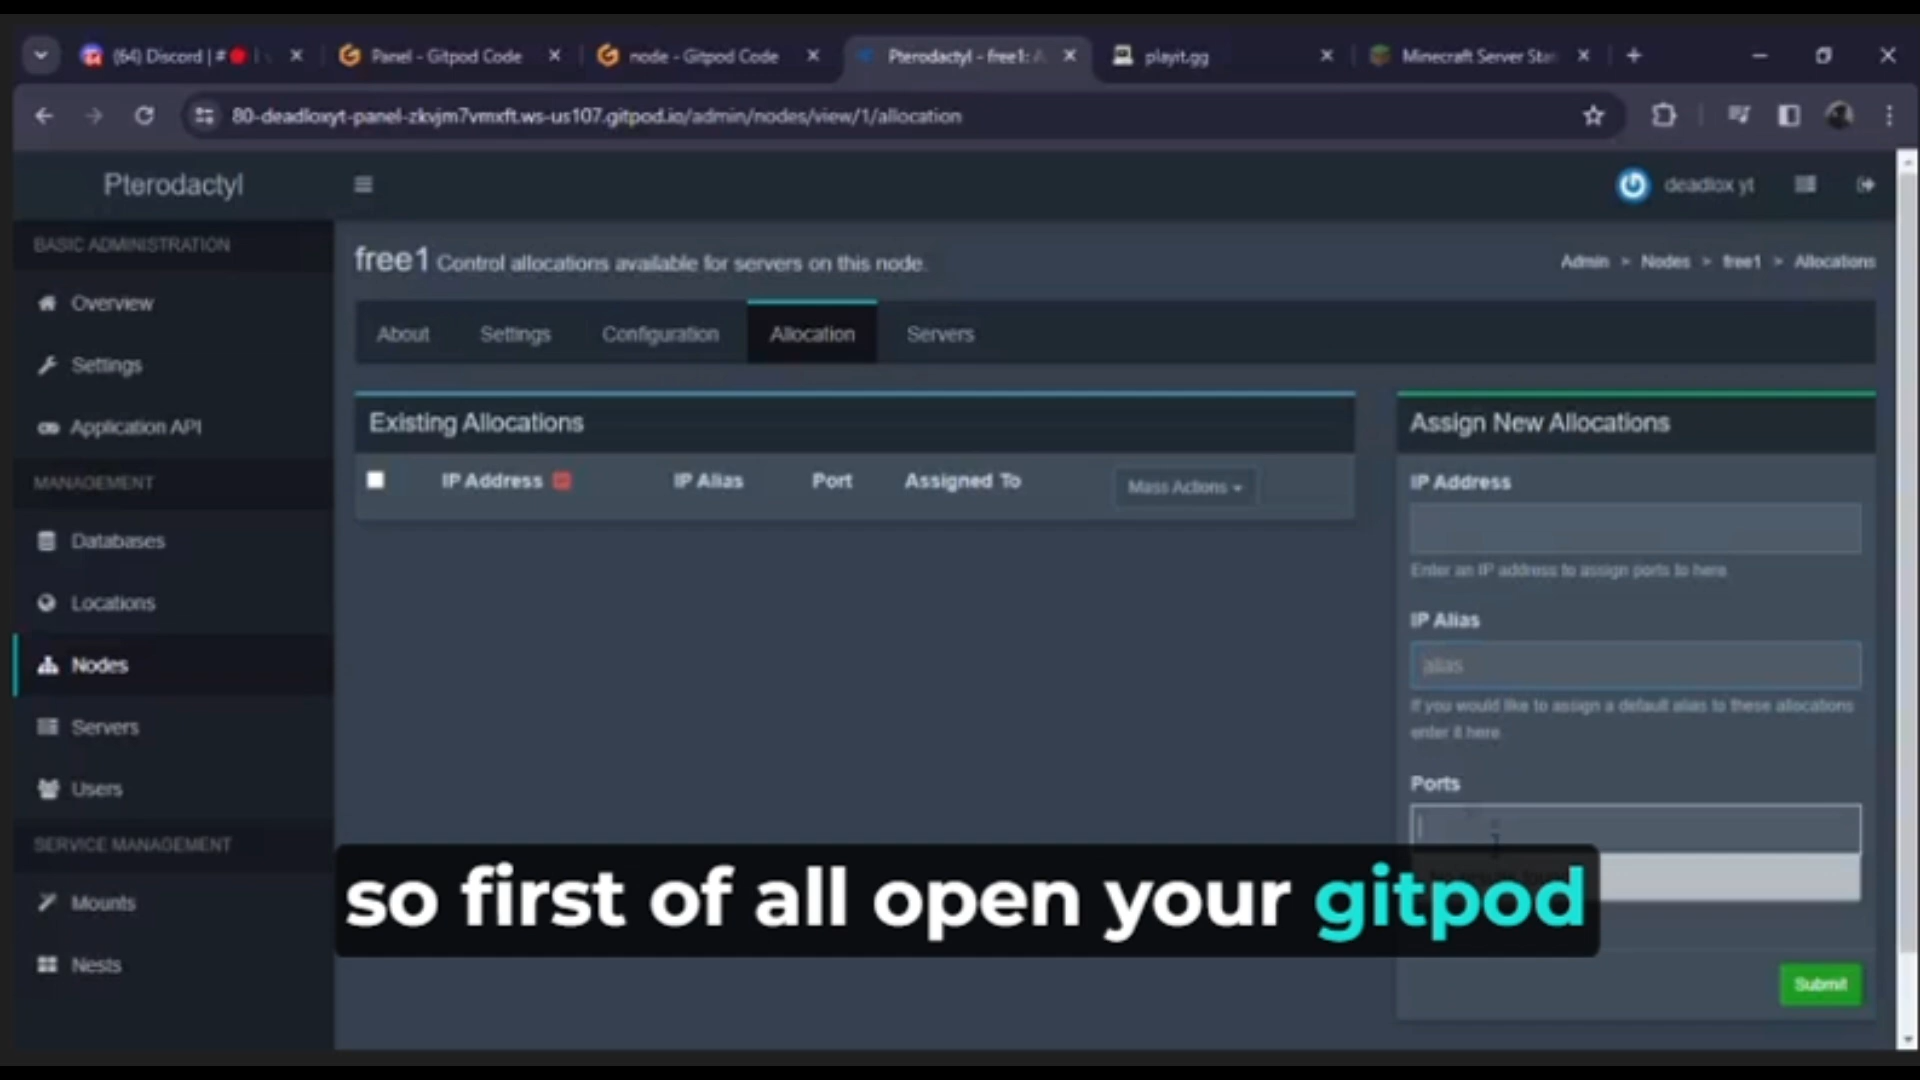 (64) Discord | #
Panel - Gitpod Code
node - Gitpod Code
Pterodactyl - free1: A
playit.gg
Minecraft Server Stat
80-deadloxyt-panel-zkvjm7vmxft.ws-us107.gitpod.io/admin/nodes/view/1/allocation
Pterodactyl
deadlox yt
BASIC ADMINISTRATION
Overview
Settings
Application API
MANAGEMENT
Databases
Locations
Nodes
Servers
Users
SERVICE MANAGEMENT
Mounts
Nests
free1 Control allocations available for servers on this node.
Admin > Nodes > free1 > Allocations
About Settings Configuration Allocation Servers
Existing Allocations
IP Address IP Alias Port Assigned To Mass Actions
Assign New Allocations
IP Address
Enter an IP address to assign ports to here.
IP Alias
alias
If you would like to assign a default alias to these allocations
enter it here.
Ports
Submit
so first of all open your gitpod